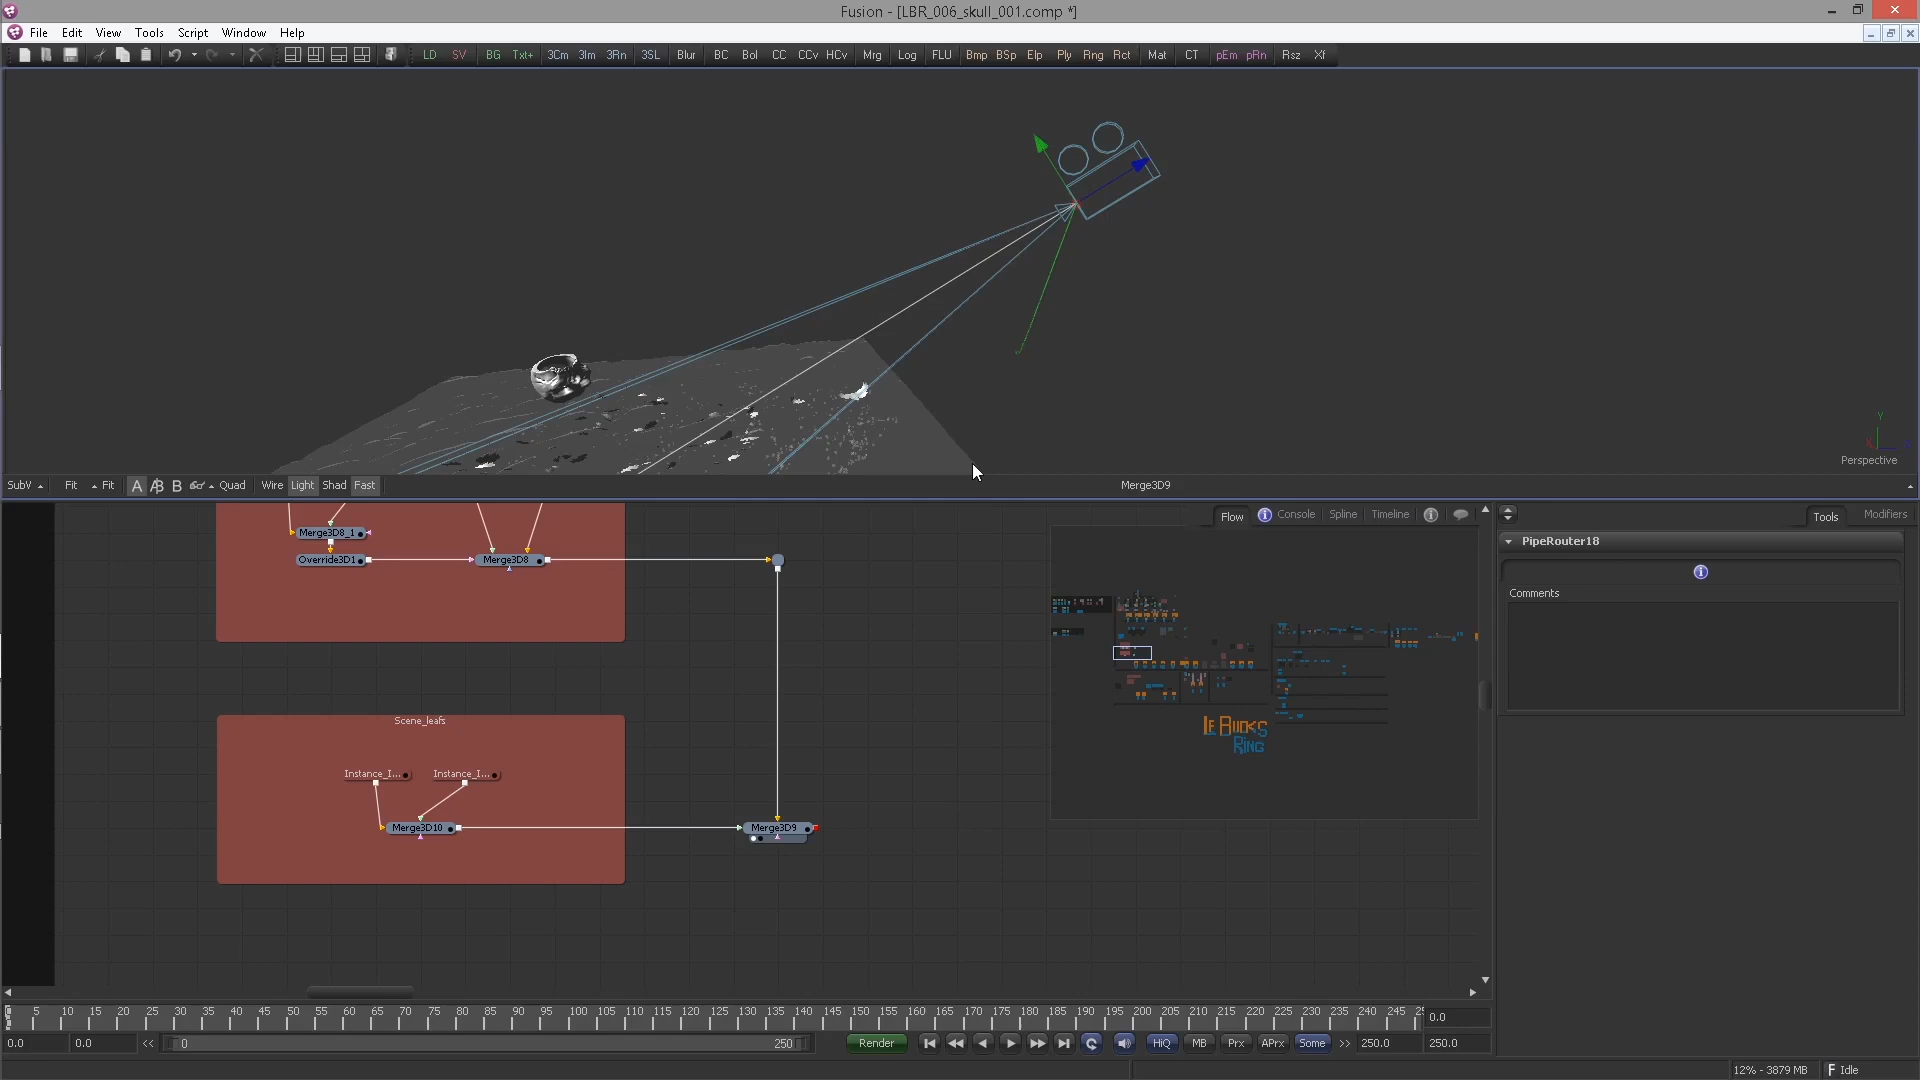 Fusion - [LBR_006_skull_001.comp *]
File Edit View Tools Script Window Help
LD SV BG Txt+ 3Cm 3Im 3Rn 3SL Blur BC Bol CC CCv HCv Mrg Log FLU Bmp BSp Elp Ply Rng Rct Mat CT pEm pRn Rsz Xf
Y
Perspective
SubV Fit Fit A B Quad Wire Light Shad Fast Merge3D9
Flow Console Spline Timeline
Tools Modifiers
Merge3D8_1
Override3D1 Merge3D8
PipeRouter18
Comments
Scene_leafs
LE BUCK'S
RING
Instance_I... Instance_I...
Merge3D10 Merge3D9
0 5 10 15 20 25 30 35 40 45 50 55 60 65 70 75 80 85 90 95 100 105 110 115 120 125 130 135 140 145 150 155 160 165 170 175 180 185 190 195 200 205 210 215 220 225 230 235 240 245 0.0
0.0 0.0 << 0 250 Render HiQ MB Prx APrx Some >> 250.0 250.0
12% - 3879 MB Idle